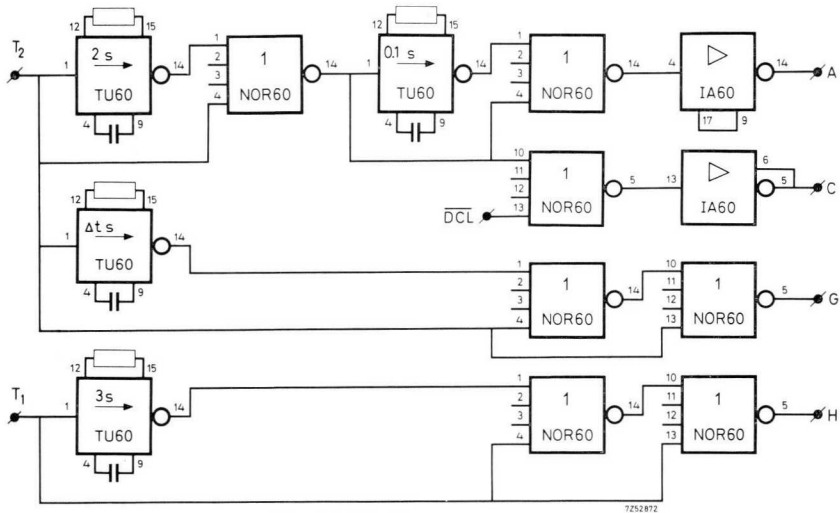 12 15 12 15
T2 1 2 s 14 1 1 14 1 0.1 s 14 1 1 14 4 14 A
2 2
3 3
TU60 4 NOR60 TU60 4 NOR60 IA60
4 9 4 9 17 9
10 1 6
11 5 13 5 C
12
DCL 13 NOR60 IA60
12 15
1 Δt s 14 1 1 10 1
2 14 11 5 G
3 12
TU60 4 NOR60 13 NOR60
4 9
12 15
T1 1 3s 14 1 1 10 1
2 14 11 5 H
3 12
TU60 4 NOR60 13 NOR60
4 9
7Z52872